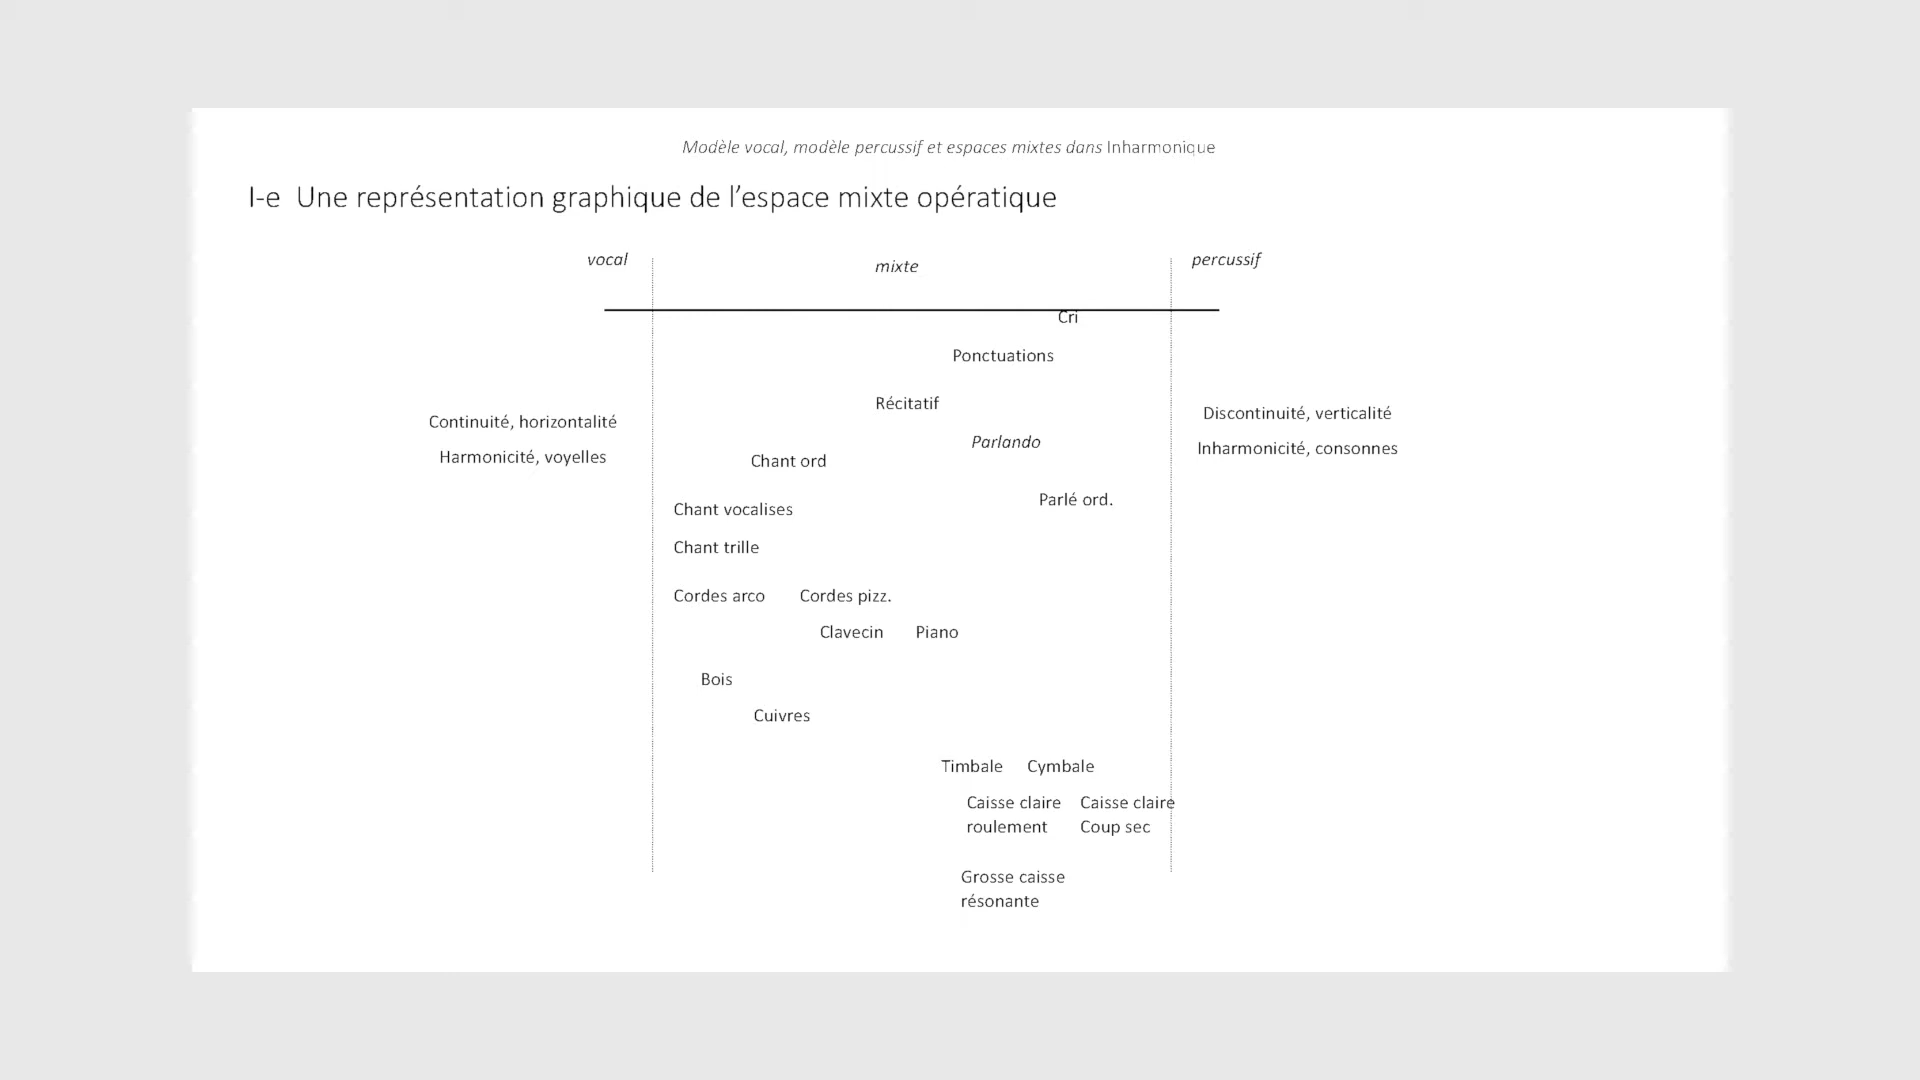 Modèle vocal, modèle percussif et espaces mixtes dans Inharmonique
I-e Une représentation graphique de l’espace mixte opératique
vocal
mixte
percussif
Cri
Ponctuations
Récitatif
Continuité, horizontalité
Discontinuité, verticalité
Parlando
Harmonicité, voyelles
Chant ord
Inharmonicité, consonnes
Parlé ord.
Chant vocalises
Chant trille
Cordes arco
Cordes pizz.
Clavecin
Piano
Bois
Cuivres
Timbale
Cymbale
Caisse claire
roulement
Caisse claire
Coup sec
Grosse caisse
résonante